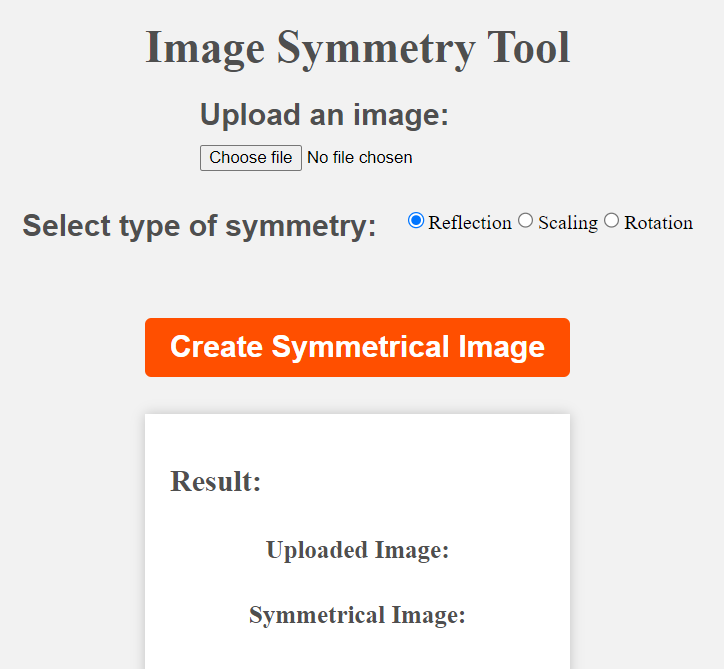 Image Symmetry Tool
Upload an image:
Choose file No file chosen
Select type of symmetry: Reflection Scaling Rotation
Create Symmetrical Image
Result:
Uploaded Image:
Symmetrical Image: